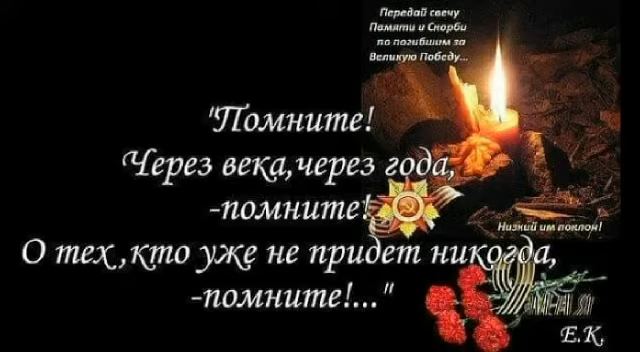 Передай свечу
Памяти и Скорби
по погибшим за
Великую Победу...
"Помните!
Через века,через года,
-помните!
Низкий им поклон!
О тех,кто уже не придет никогда,
-помните!..."
9 мая
Е.К.